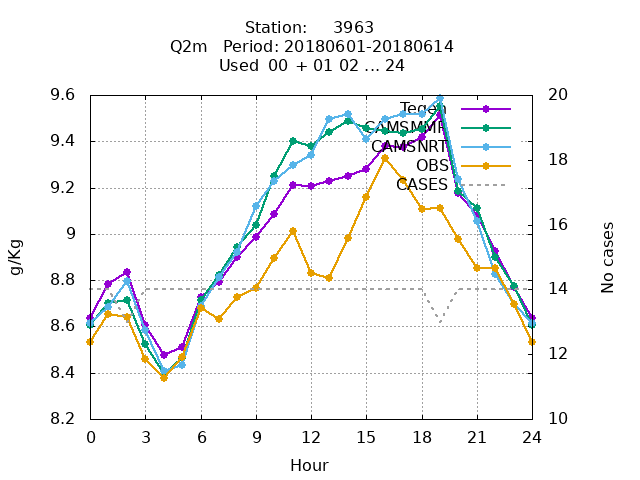 Station: 3963
Q2m Period: 20180601-20180614
Used 00 + 01 02 ... 24
9.6
9.4
9.2
9
8.8
8.6
8.4
8.2
g/Kg
20
18
16
14
12
10
No cases
Tegen
CAMSMMR
CAMSNRT
OBS
CASES
0 3 6 9 12 15 18 21 24
Hour